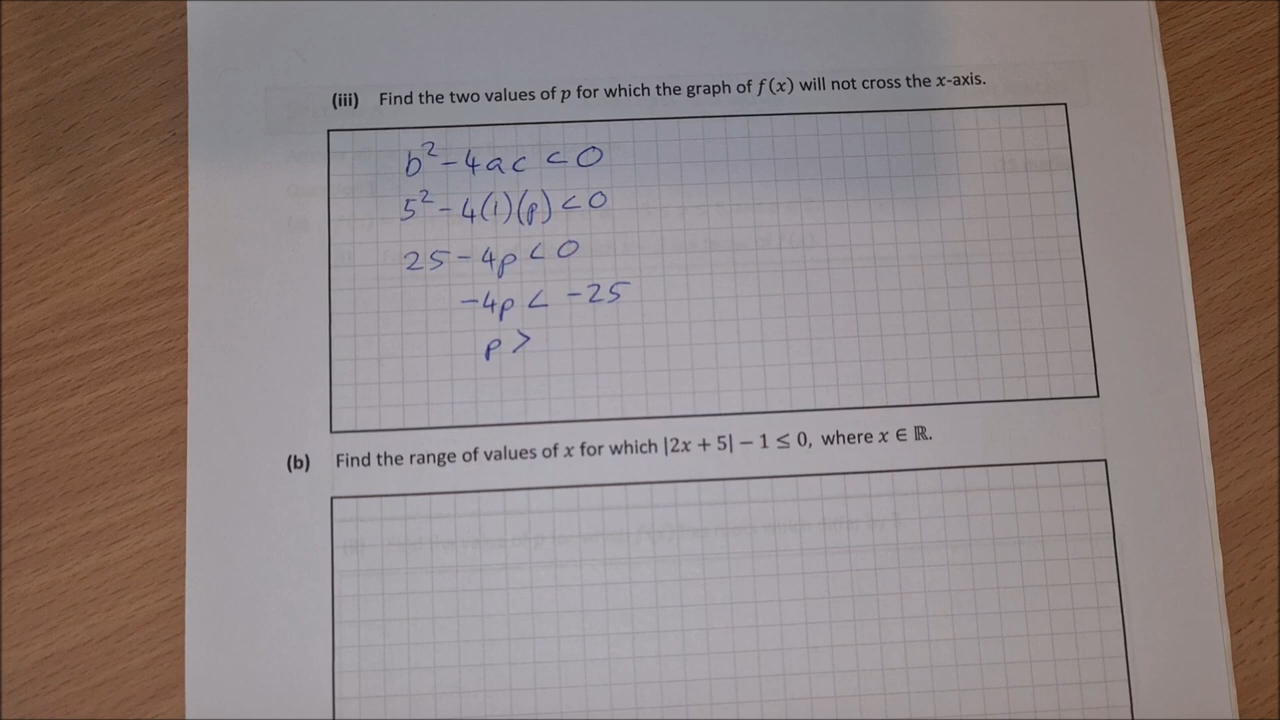 (iii) Find the two values of p for which the graph of f(x) will not cross the x-axis.
b² - 4ac < 0
5² - 4(1)(p) < 0
25 - 4p < 0
-4p < -25
p >
(b) Find the range of values of x for which |2x + 5| − 1 ≤ 0, where x ∈ ℝ.